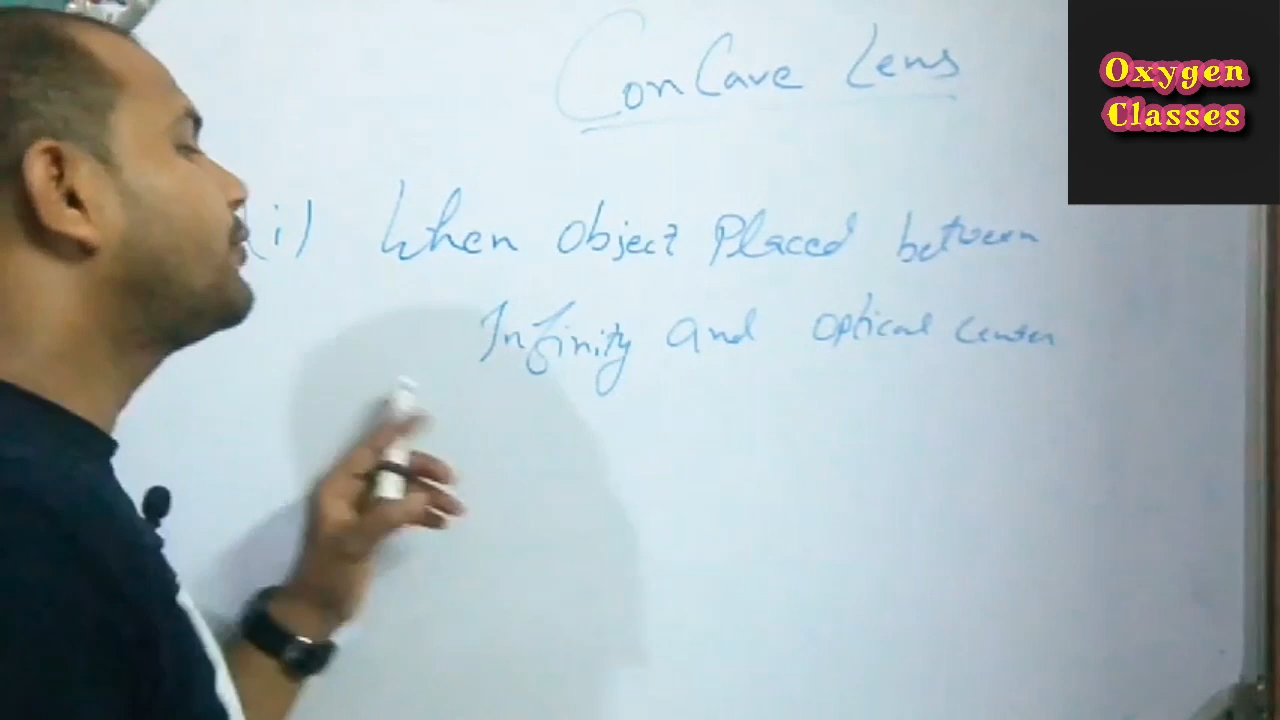 Concave Lens
Oxygen
Classes
(i) When Object Placed between
Infinity and optical center